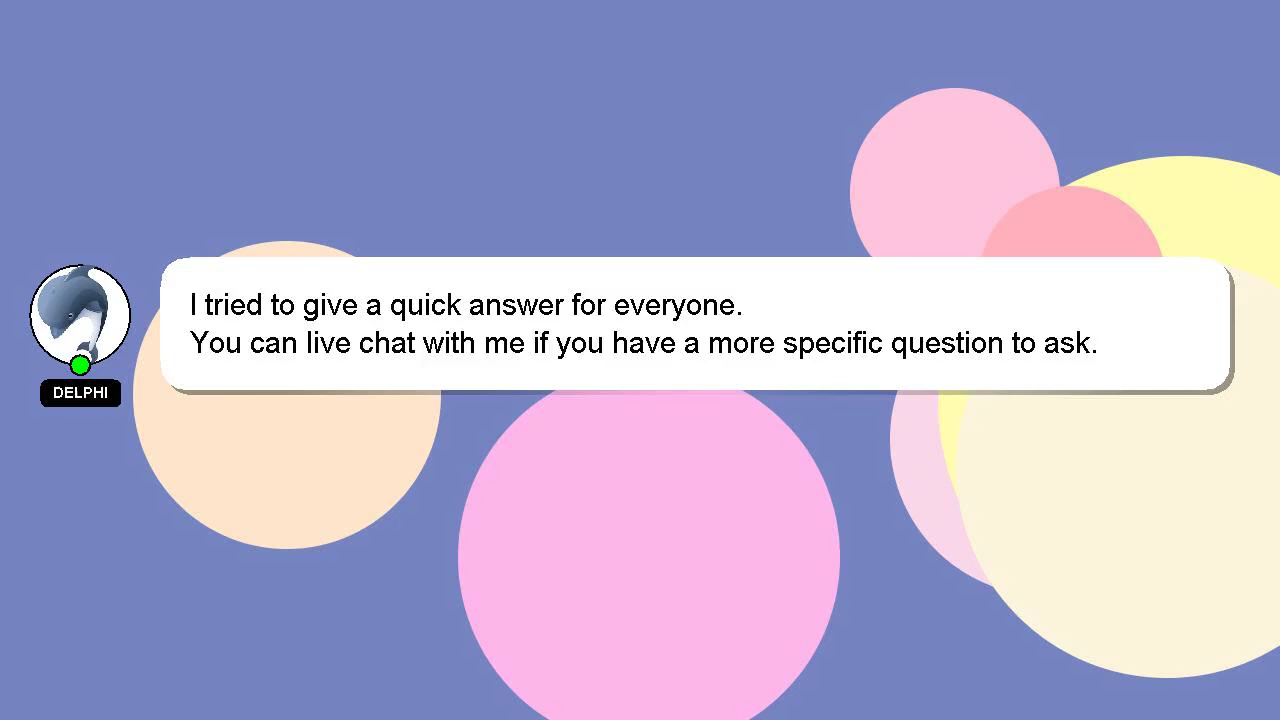 I tried to give a quick answer for everyone.
You can live chat with me if you have a more specific question to ask.
DELPHI